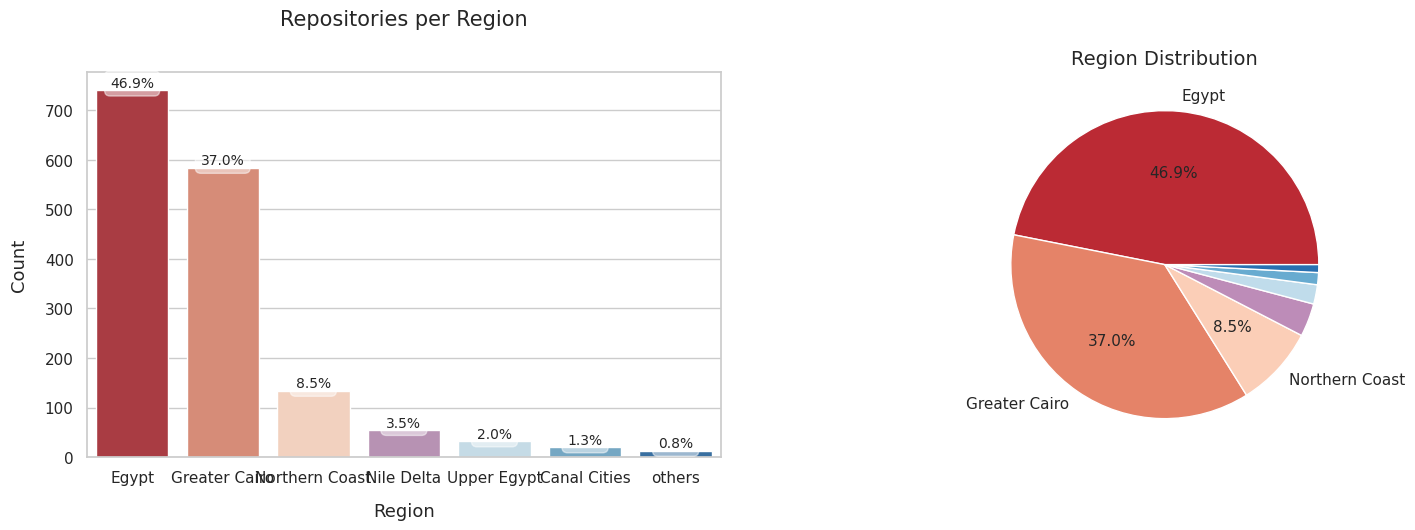 Repositories per Region
Count
700
600
500
400
300
200
100
0
46.9%
37.0%
8.5%
3.5%
2.0%
1.3%
0.8%
Egypt
Greater Cairo
Northern Coast
Nile Delta
Upper Egypt
Canal Cities
others
Region
Region Distribution
Egypt
46.9%
8.5%
37.0%
Northern Coast
Greater Cairo